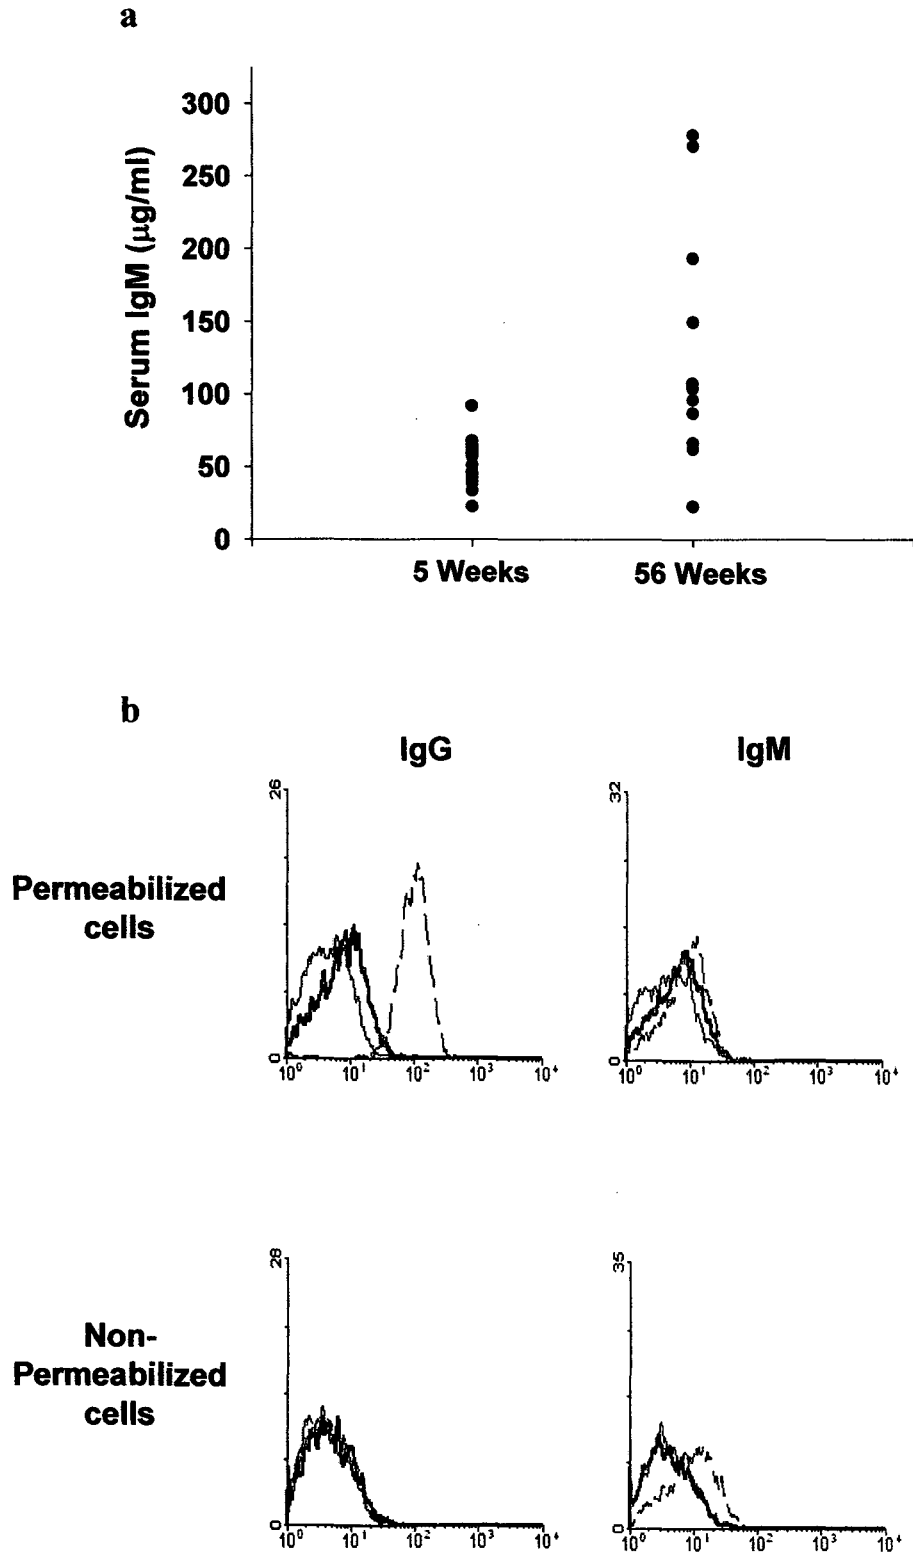 a
Serum IgM (µg/ml)
300
250
200
150
100
50
0
5 Weeks 56 Weeks
b
IgG IgM
Permeabilized
cells
26
0
10⁰ 10¹ 10² 10³ 10⁴
32
0
10⁰ 10¹ 10² 10³ 10⁴
Non-
Permeabilized
cells
28
0
10⁰ 10¹ 10² 10³ 10⁴
35
0
10⁰ 10¹ 10² 10³ 10⁴